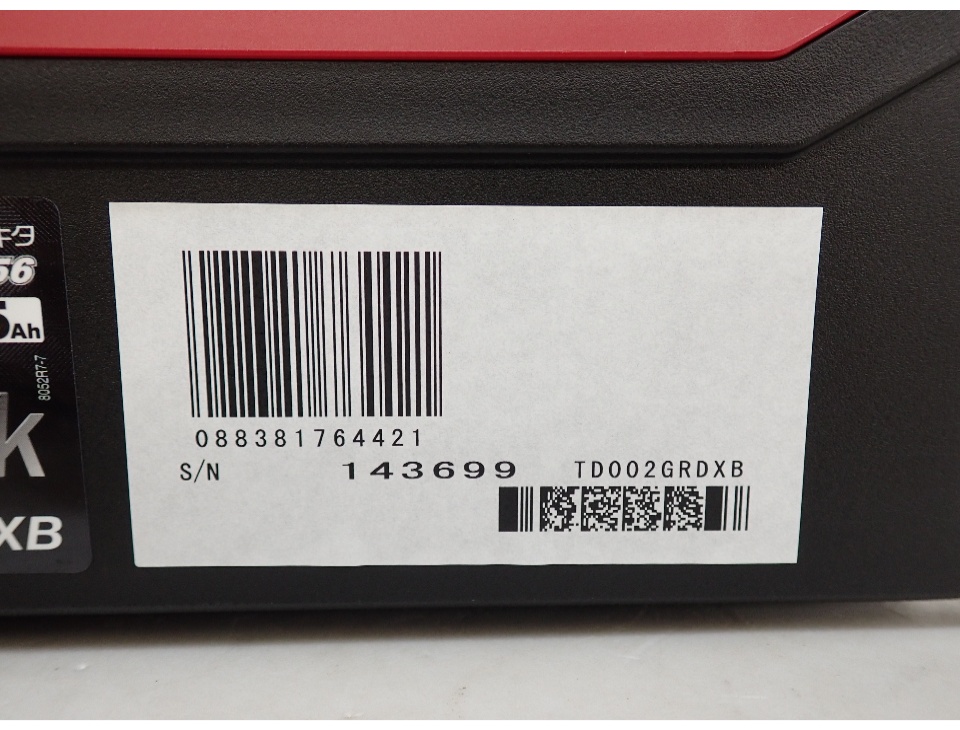 キタ
56
5Ah
8052R7-7
k
XB
088381764421
S/N 143699 TD002GRDXB